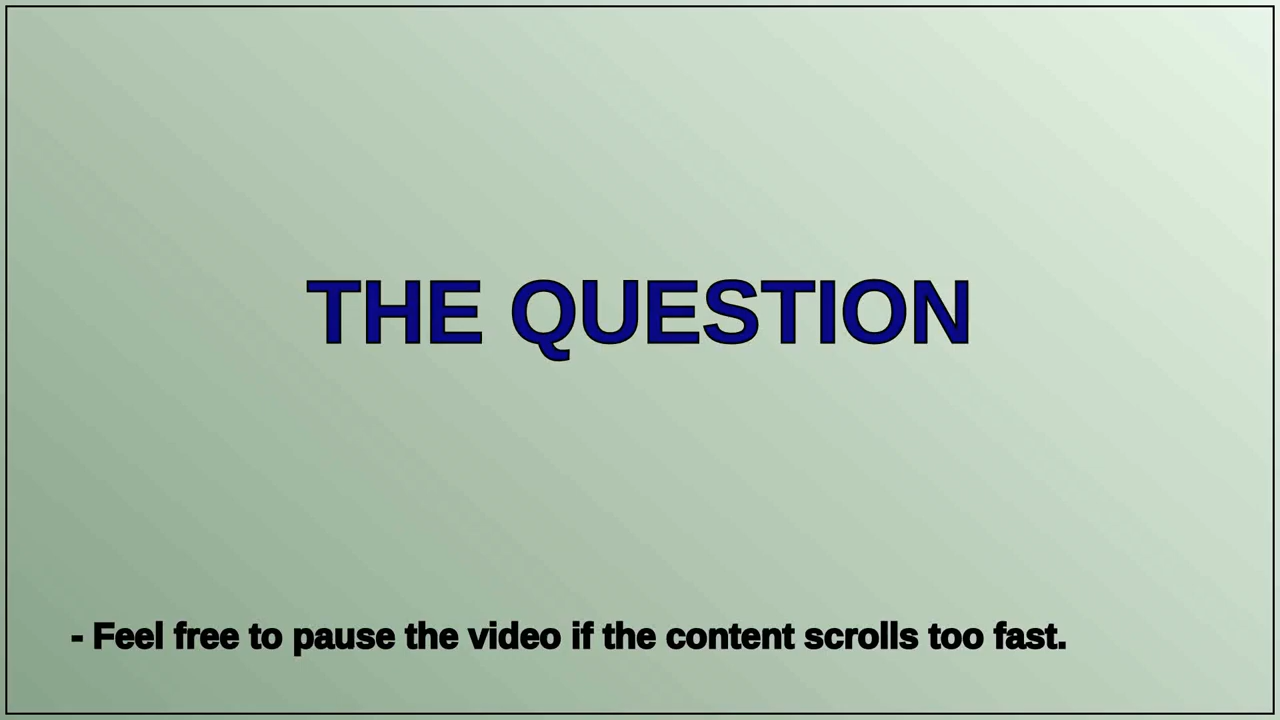 THE QUESTION
- Feel free to pause the video if the content scrolls too fast.